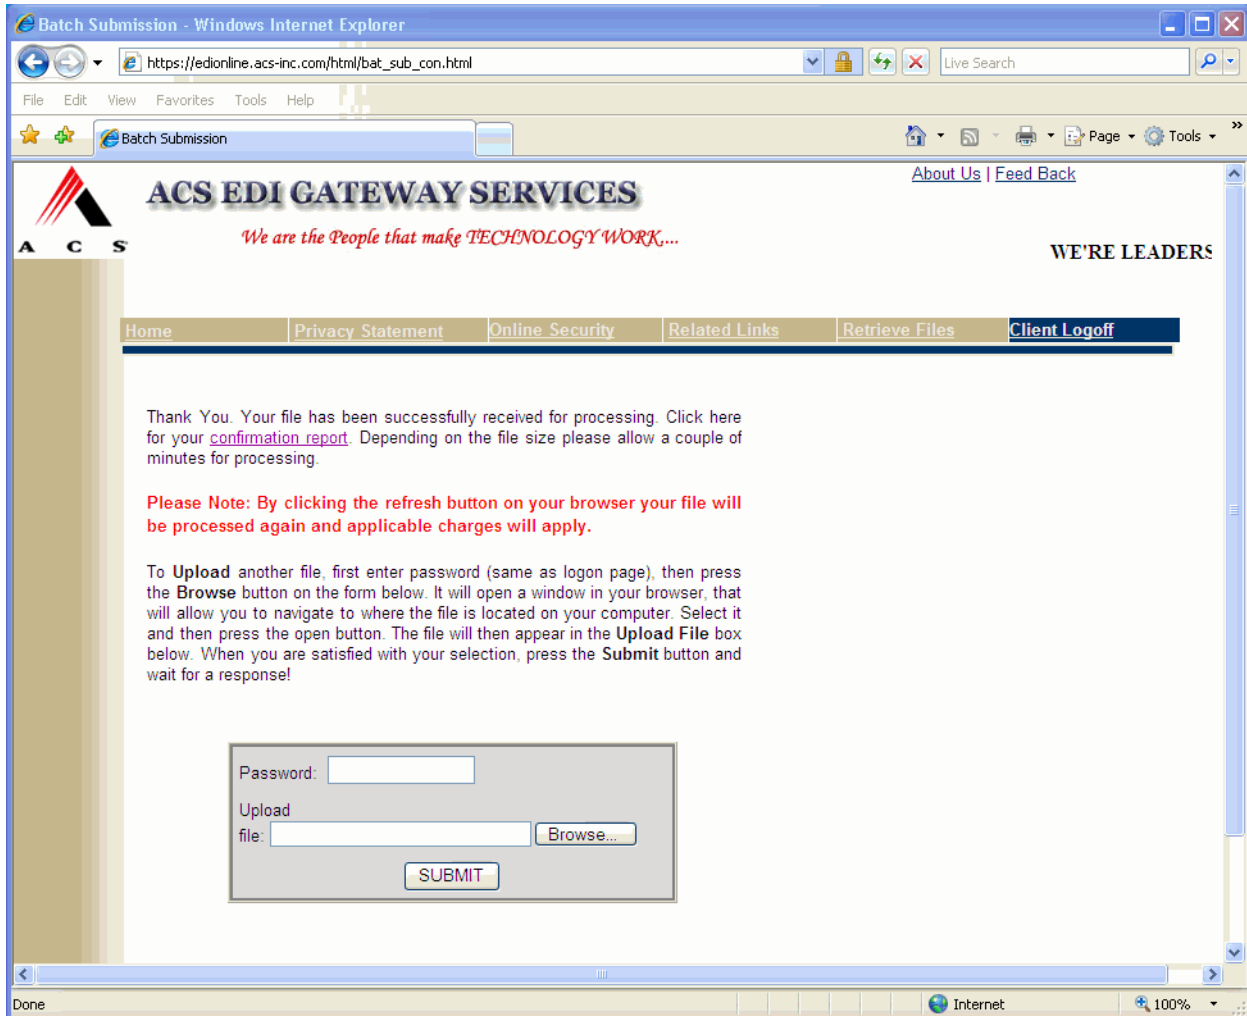 Batch Submission - Windows Internet Explorer
https://edionline.acs-inc.com/html/bat_sub_con.html
Live Search
File Edit View Favorites Tools Help
Batch Submission
Page Tools »
A C S
ACS EDI GATEWAY SERVICES
We are the People that make TECHNOLOGY WORK....
About Us | Feed Back
WE'RE LEADERS
Home Privacy Statement Online Security Related Links Retrieve Files Client Logoff
Thank You. Your file has been successfully received for processing. Click here
for your confirmation report. Depending on the file size please allow a couple of
minutes for processing.
Please Note: By clicking the refresh button on your browser your file will
be processed again and applicable charges will apply.
To Upload another file, first enter password (same as logon page), then press
the Browse button on the form below. It will open a window in your browser, that
will allow you to navigate to where the file is located on your computer. Select it
and then press the open button. The file will then appear in the Upload File box
below. When you are satisfied with your selection, press the Submit button and
wait for a response!
Password:
Upload
file: Browse...
SUBMIT
Done Internet 100%